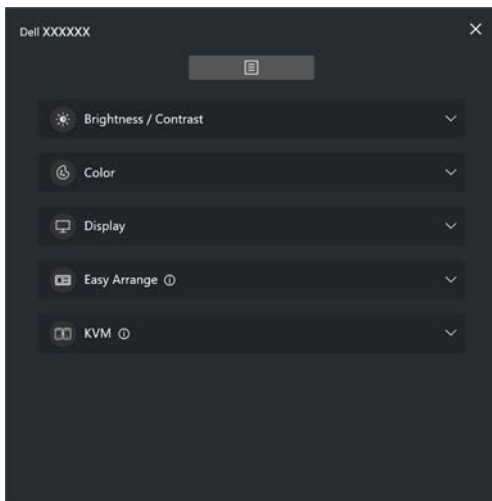 Dell XXXXXX
Brightness / Contrast
Color
Display
Easy Arrange
KVM